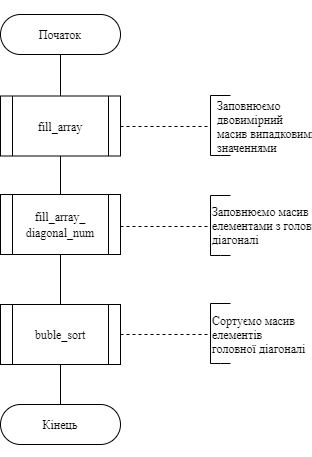 Початок
fill_array
Заповнюємо
двовимірний
масив випадковим
значеннями
fill_array_
diagonal_num
Заповнюємо масив
елементами з голов
діагоналі
buble_sort
Сортуємо масив
елементів
головної діагоналі
Кінець